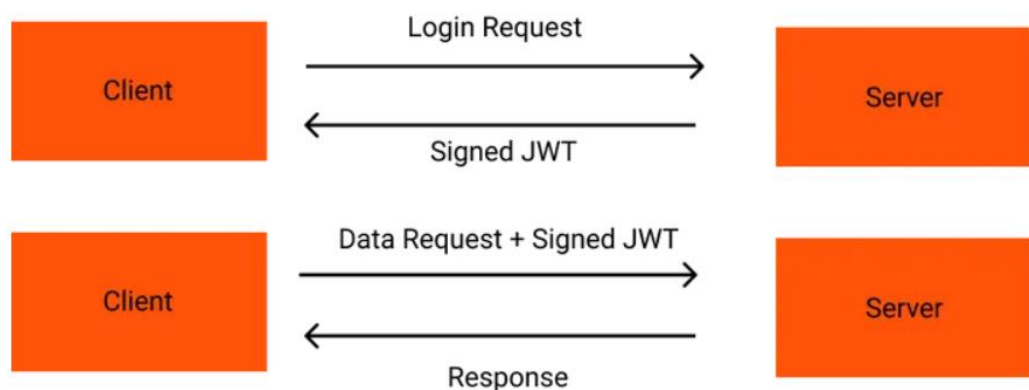 Login Request
Client
Server
Signed JWT
Data Request + Signed JWT
Client
Server
Response